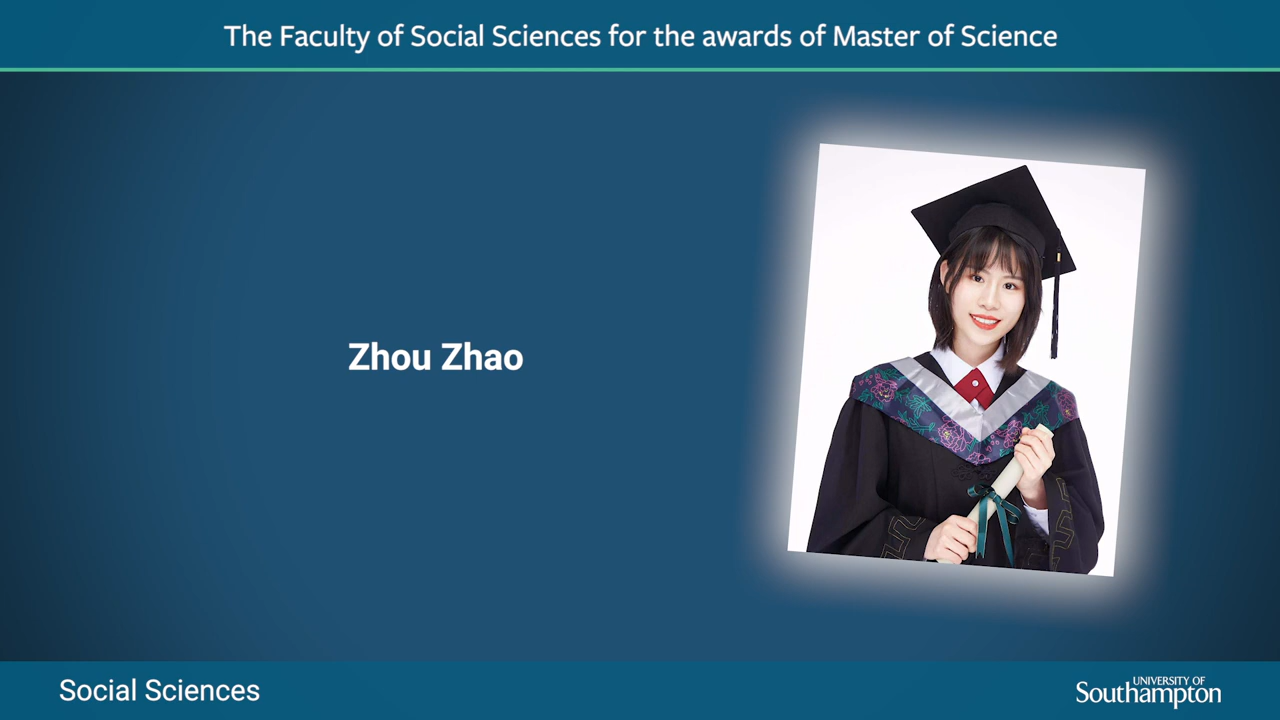 The Faculty of Social Sciences for the awards of Master of Science
Zhou Zhao
Social Sciences
UNIVERSITY OF
Southampton